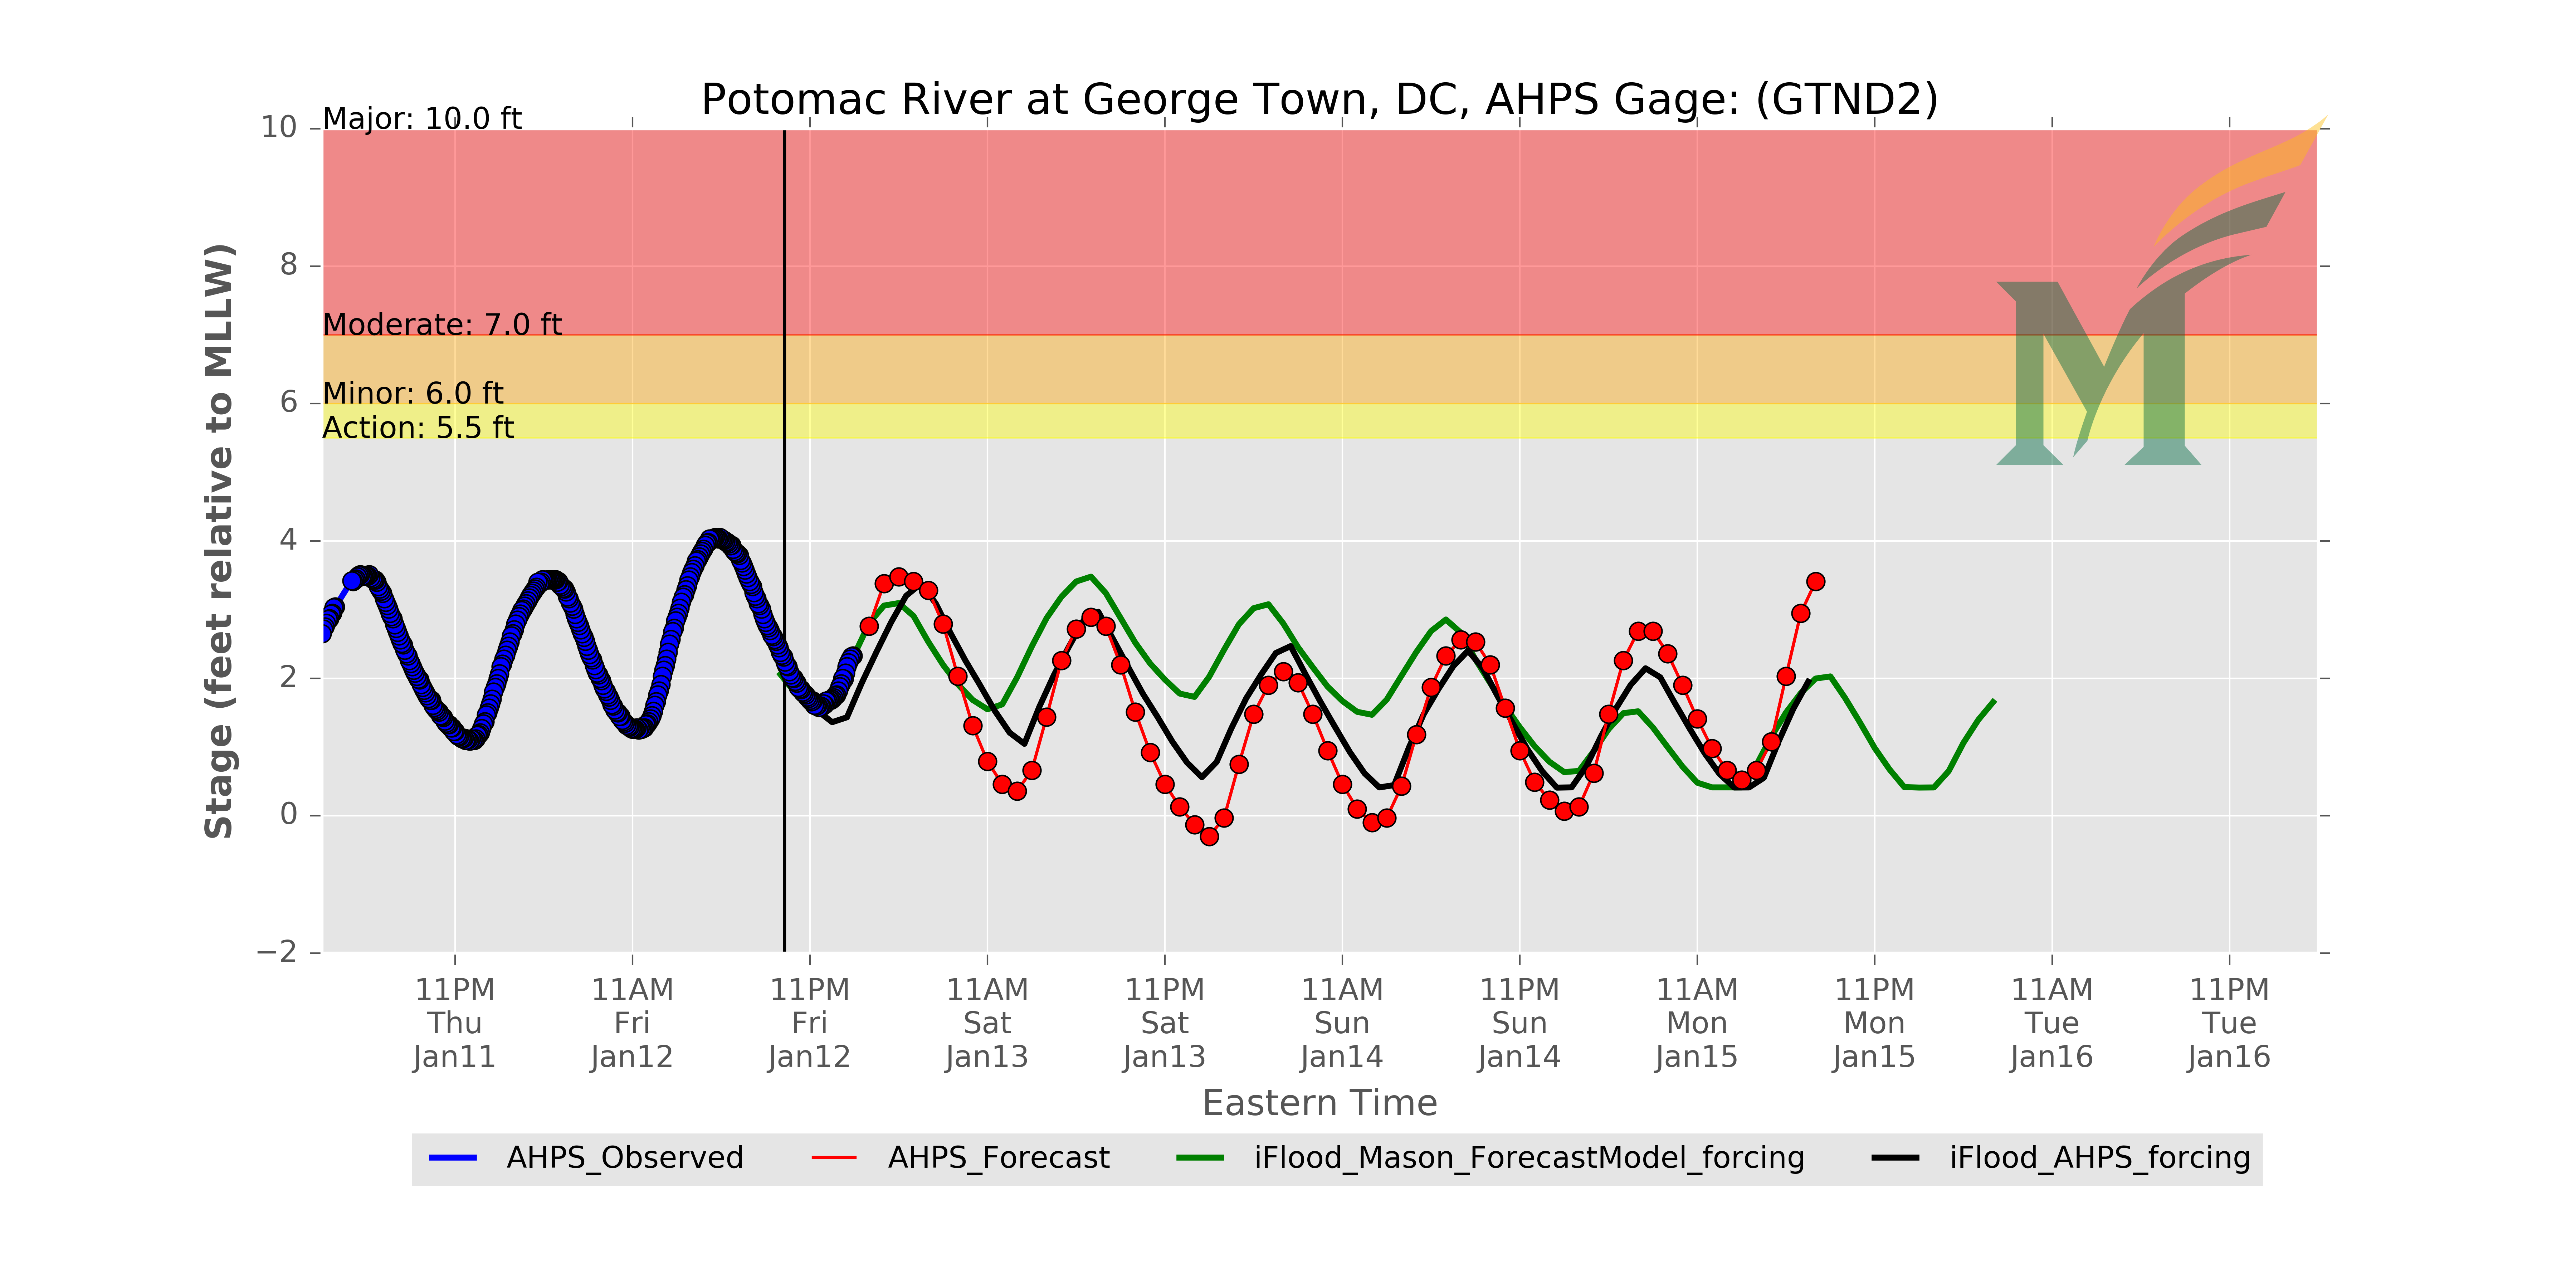 Potomac River at George Town, DC, AHPS Gage: (GTND2)
Major: 10.0 ft
Moderate: 7.0 ft
Minor: 6.0 ft
Action: 5.5 ft
Stage (feet relative to MLLW)
10
8
6
4
2
0
−2
11PM Thu Jan11
11AM Fri Jan12
11PM Fri Jan12
11AM Sat Jan13
11PM Sat Jan13
11AM Sun Jan14
11PM Sun Jan14
11AM Mon Jan15
11PM Mon Jan15
11AM Tue Jan16
11PM Tue Jan16
Eastern Time
AHPS_Observed
AHPS_Forecast
iFlood_Mason_ForecastModel_forcing
iFlood_AHPS_forcing
M